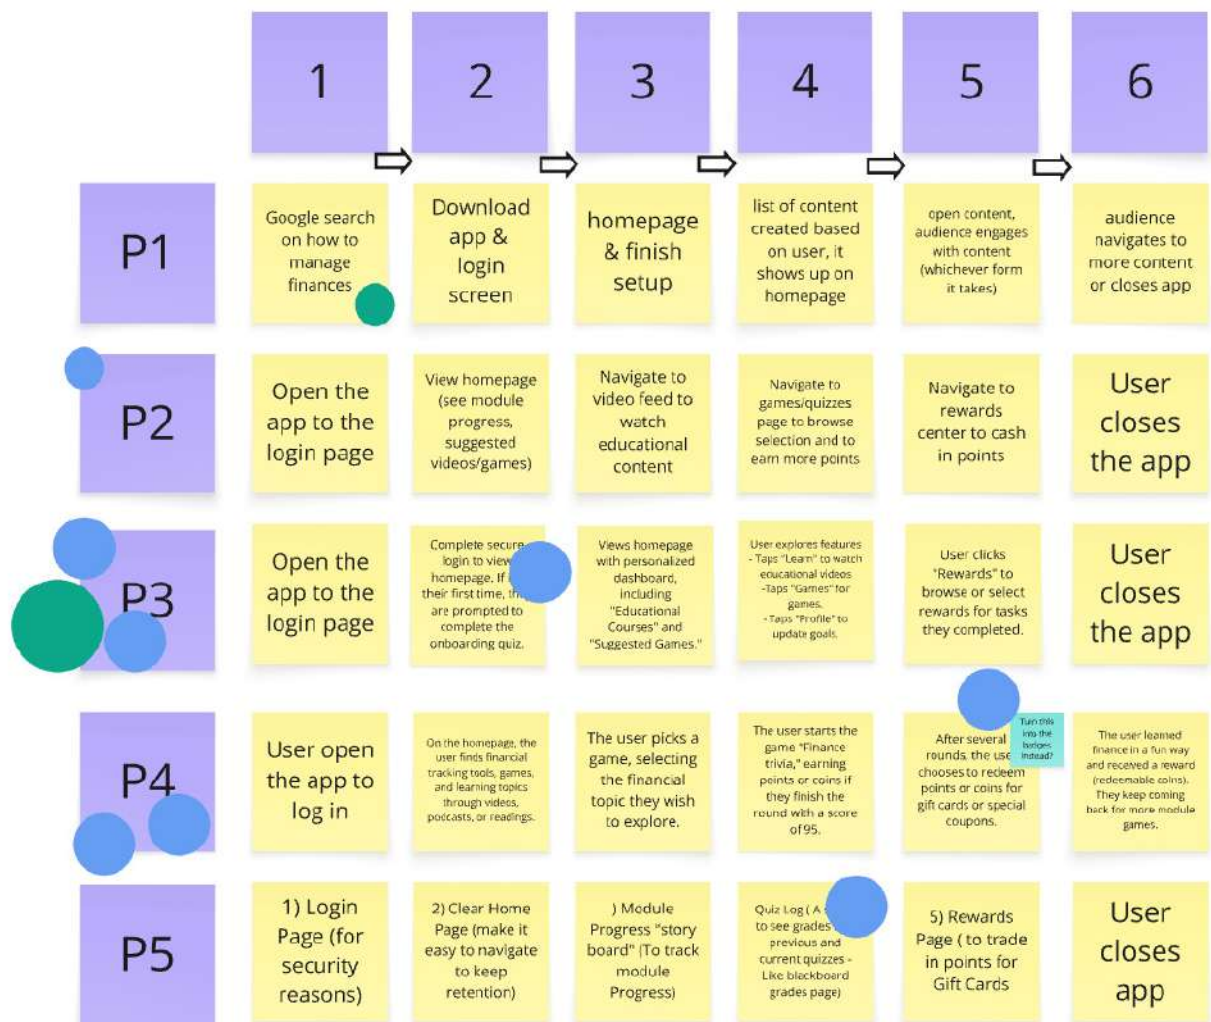 1
2
3
4
5
6
P1
Google search
on how to
manage
finances
Download
app &
login
screen
homepage
& finish
setup
list of content
created based
on user, it
shows up on
homepage
open content,
audience engages
with content
(whichever form
it takes)
audience
navigates to
more content
or closes app
P2
Open the
app to the
login page
View homepage
(see module
progress,
suggested
videos/games)
Navigate to
video feed to
watch
educational
content
Navigate to
games/quizzes
page to browse
selection and to
earn more points
Navigate to
rewards
center to cash
in points
User
closes
the app
P3
Open the
app to the
login page
Complete secure
login to view
homepage. If
their first time,
are prompted to
complete the
onboarding quiz.
Views homepage
with personalized
dashboard,
including
"Educational
Courses" and
"Suggested Games."
User explores features
- Taps "Learn" to watch
educational videos
-Taps "Games" for
games.
- Taps "Profile" to
update goals.
User clicks
"Rewards" to
browse or select
rewards for tasks
they completed.
User
closes
the app
P4
User open
the app to
log in
On the homepage, the
user finds financial
tracking tools, games,
and learning topics
through videos,
podcasts, or readings.
The user picks a
game, selecting
the financial
topic they wish
to explore.
The user starts the
game "Finance
trivia," earning
points or coins if
they finish the
round with a score
of 95.
Turn this
into the
badges
instead?
After several
rounds, the user
chooses to redeem
points or coins for
gift cards or special
coupons.
The user learned
finance in a fun way
and received a reward
(redeemable coins).
They keep coming
back for more module
games.
P5
1) Login
Page (for
security
reasons)
2) Clear Home
Page (make it
easy to navigate
to keep
retention)
) Module
Progress "story
board" (To track
module
Progress)
Quiz Log ( A
to see grades
previous and
current quizzes -
Like blackboard
grades page)
5) Rewards
Page ( to trade
in points for
Gift Cards
User
closes
app